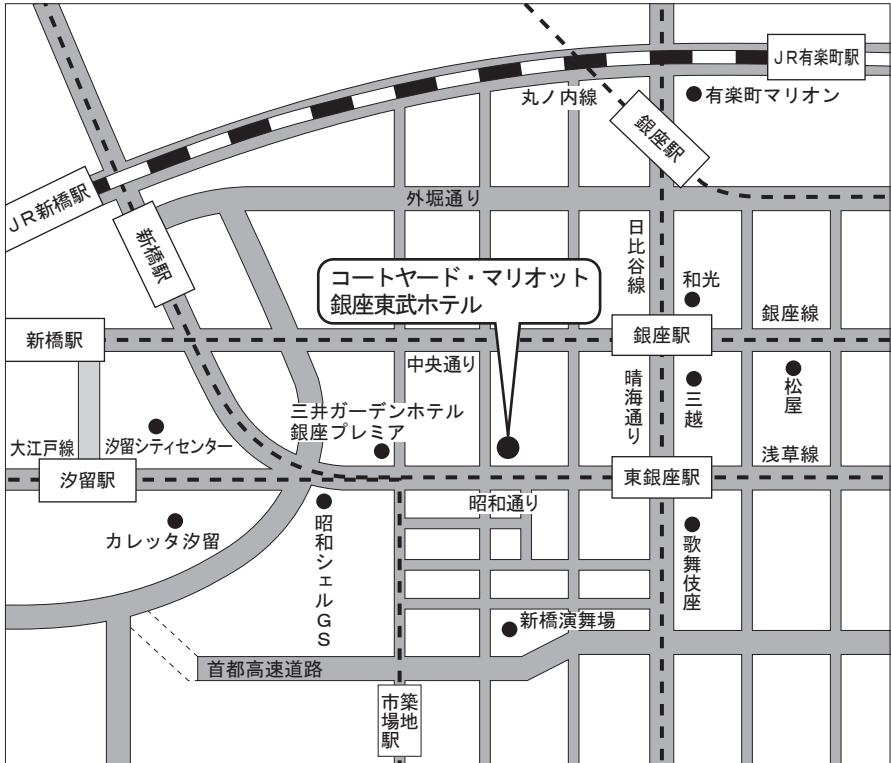 JR有楽町駅
丸ノ内線
有楽町マリオン
銀座駅
JR新橋駅
外堀通り
新橋駅
日比谷線
コートヤード・マリオット
銀座東武ホテル
和光
銀座線
新橋駅
銀座駅
中央通り
晴海通り
三越
松屋
三井ガーデンホテル
銀座プレミア
大江戸線
汐留シティセンター
浅草線
汐留駅
東銀座駅
昭和通り
カレッタ汐留
昭和シェルGS
歌舞伎座
新橋演舞場
首都高速道路
築地
市場駅